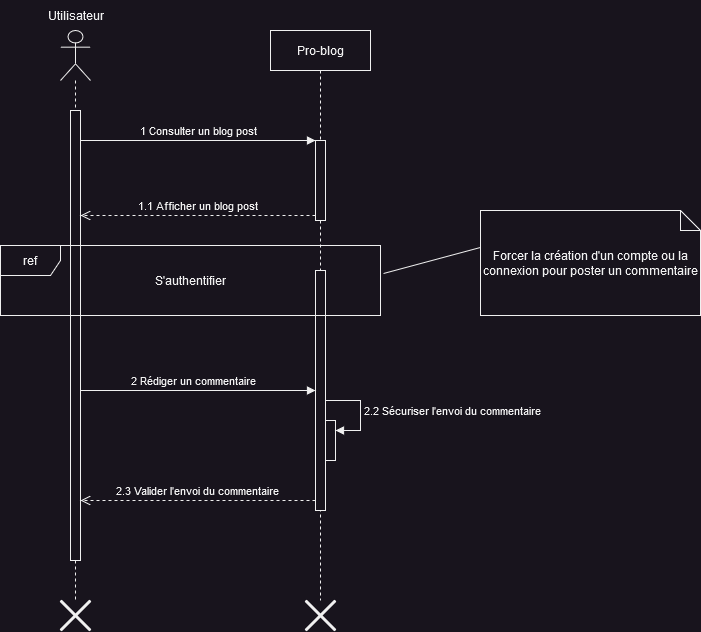 Utilisateur
Pro-blog
1 Consulter un blog post
1.1 Afficher un blog post
ref
S'authentifier
Forcer la création d'un compte ou la
connexion pour poster un commentaire
2 Rédiger un commentaire
2.2 Sécuriser l'envoi du commentaire
2.3 Valider l'envoi du commentaire